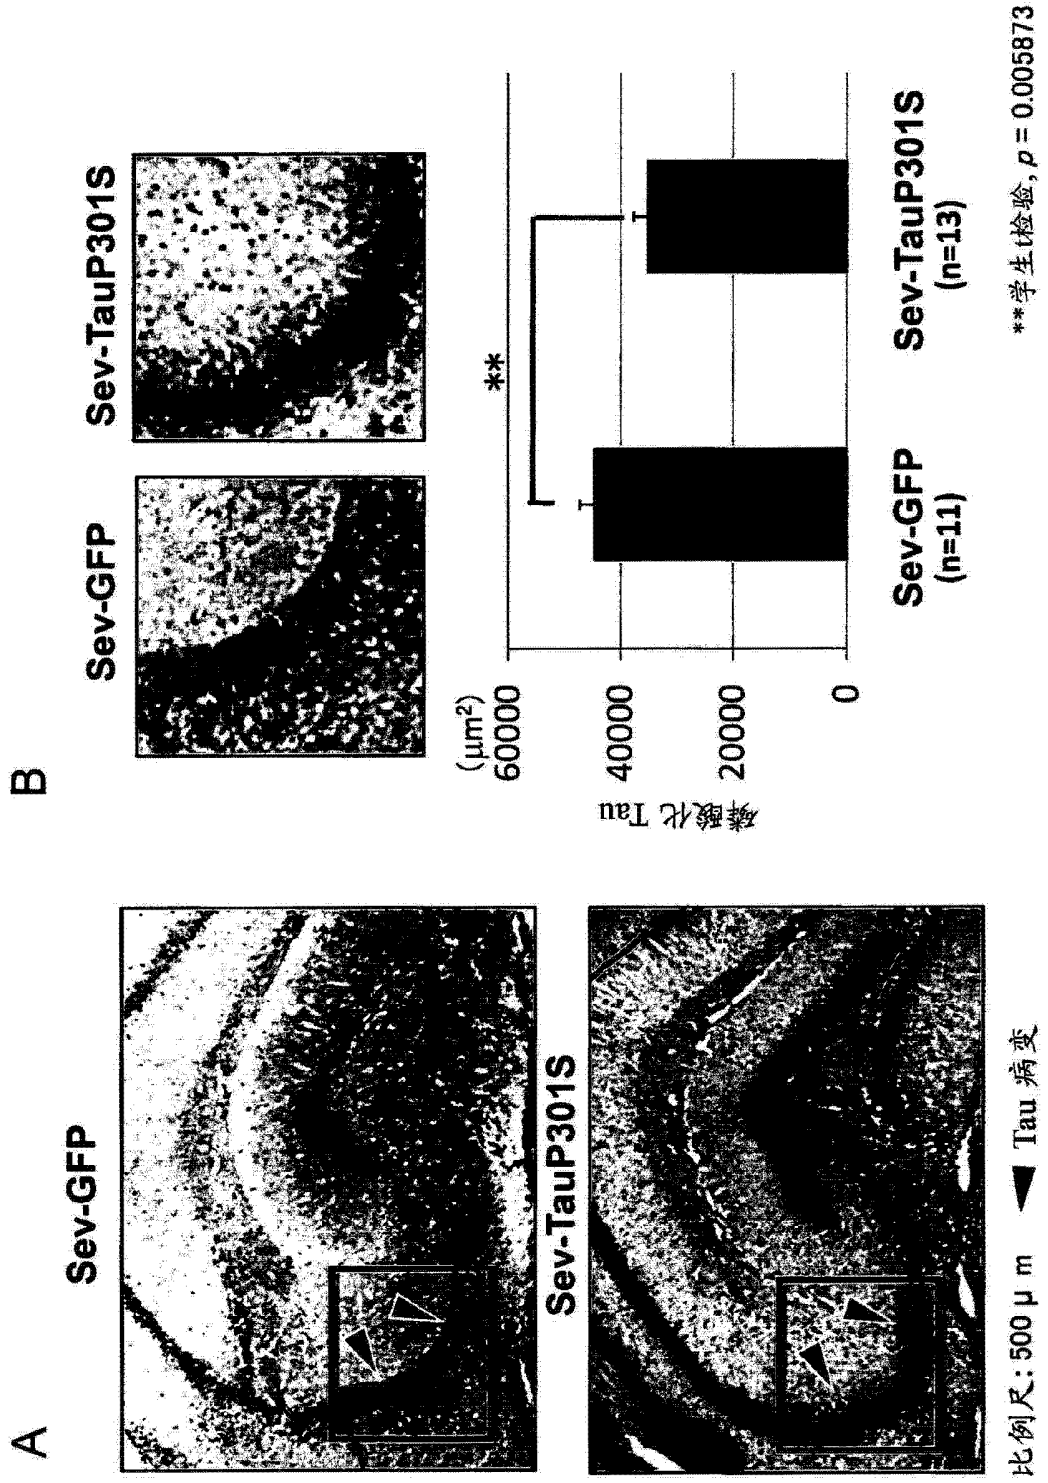 A
Sev-GFP
Sev-TauP301S
比例尺: 500 μ m
Tau 病变
B
Sev-GFP
Sev-TauP301S
(μm²)
磷酸化 Tau
60000
40000
20000
0
**
Sev-GFP
(n=11)
Sev-TauP301S
(n=13)
**学生t检验, p = 0.005873